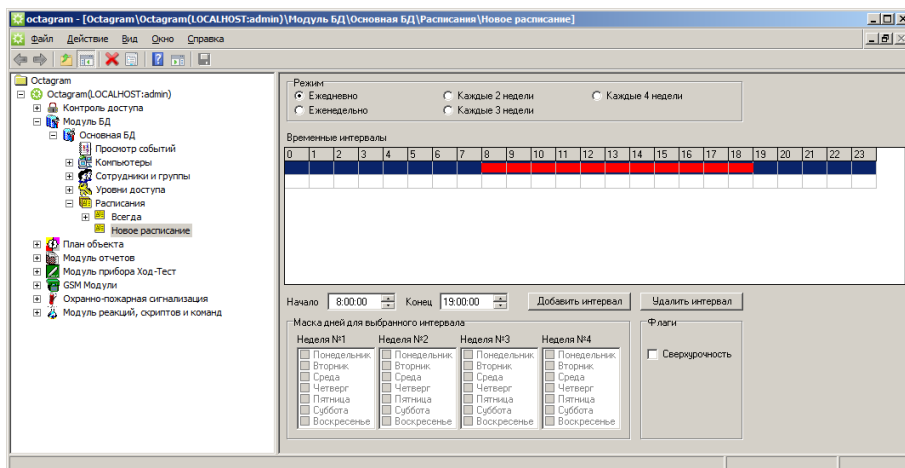 octagram - [Octagram\Octagram(LOCALHOST:admin)\Модуль БД\Основная БД\Расписания\Новое расписание]
Файл Действие Вид Окно Справка
Octagram
Octagram(LOCALHOST:admin)
Контроль доступа
Модуль БД
Основная БД
Просмотр событий
Компьютеры
Сотрудники и группы
Уровни доступа
Расписания
Всегда
Новое расписание
План объекта
Модуль отчетов
Модуль прибора Ход-Тест
GSM Модули
Охранно-пожарная сигнализация
Модуль реакций, скриптов и команд
Режим
Ежедневно Каждые 2 недели Каждые 4 недели
Еженедельно Каждые 3 недели
Временные интервалы
0 1 2 3 4 5 6 7 8 9 10 11 12 13 14 15 16 17 18 19 20 21 22 23
Начало 8:00:00 Конец 19:00:00 Добавить интервал Удалить интервал
Маска дней для выбранного интервала Флаги
Неделя №1 Неделя №2 Неделя №3 Неделя №4
Понедельник Понедельник Понедельник Понедельник Сверхурочность
Вторник Вторник Вторник Вторник
Среда Среда Среда Среда
Четверг Четверг Четверг Четверг
Пятница Пятница Пятница Пятница
Суббота Суббота Суббота Суббота
Воскресенье Воскресенье Воскресенье Воскресенье